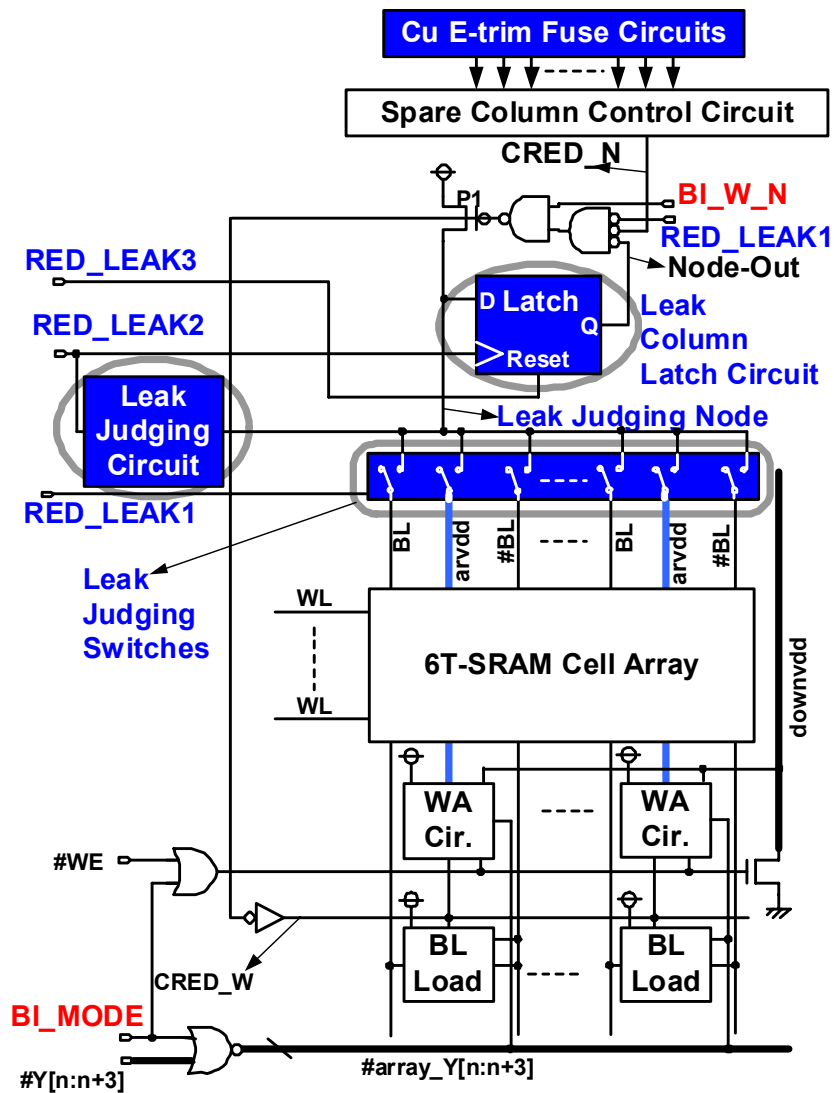 Cu E-trim Fuse Circuits
Spare Column Control Circuit
CRED_N
P1
BI_W_N
RED_LEAK1
Node-Out
RED_LEAK3
RED_LEAK2
D Latch
Q
Reset
Leak
Column
Latch Circuit
Leak
Judging
Circuit
Leak Judging Node
RED_LEAK1
BL
arvdd
#BL
BL
arvdd
#BL
Leak
Judging
Switches
WL
WL
6T-SRAM Cell Array
downvdd
WA
Cir.
WA
Cir.
#WE
BL
Load
BL
Load
CRED_W
BI_MODE
#Y[n:n+3]
#array_Y[n:n+3]